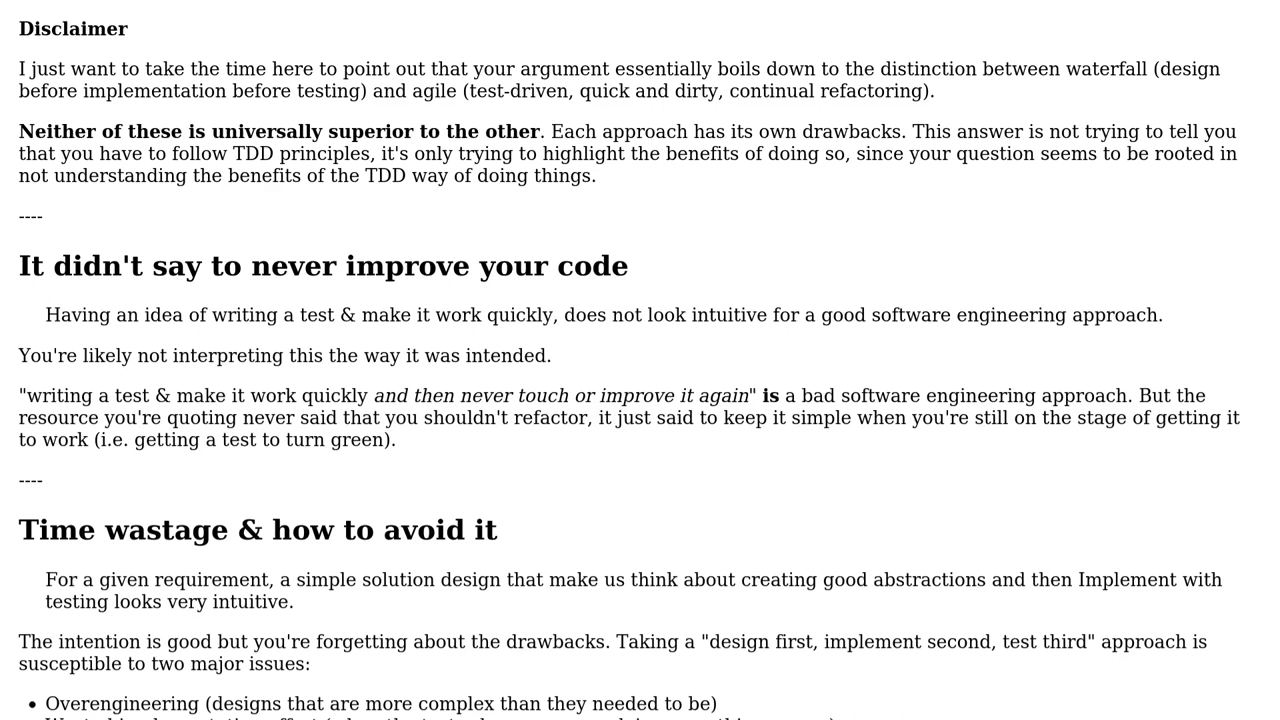 Disclaimer
I just want to take the time here to point out that your argument essentially boils down to the distinction between waterfall (design
before implementation before testing) and agile (test-driven, quick and dirty, continual refactoring).
Neither of these is universally superior to the other. Each approach has its own drawbacks. This answer is not trying to tell you
that you have to follow TDD principles, it's only trying to highlight the benefits of doing so, since your question seems to be rooted in
not understanding the benefits of the TDD way of doing things.
----
It didn't say to never improve your code
Having an idea of writing a test & make it work quickly, does not look intuitive for a good software engineering approach.
You're likely not interpreting this the way it was intended.
"writing a test & make it work quickly and then never touch or improve it again" is a bad software engineering approach. But the
resource you're quoting never said that you shouldn't refactor, it just said to keep it simple when you're still on the stage of getting it
to work (i.e. getting a test to turn green).
----
Time wastage & how to avoid it
For a given requirement, a simple solution design that make us think about creating good abstractions and then Implement with
testing looks very intuitive.
The intention is good but you're forgetting about the drawbacks. Taking a "design first, implement second, test third" approach is
susceptible to two major issues:
• Overengineering (designs that are more complex than they needed to be)